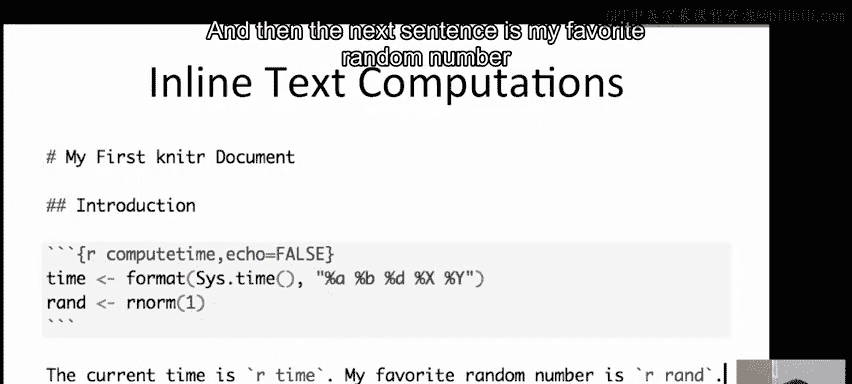 And then the next sentence is my favorite
random number
Inline Text Computations
# My First knitr Document
## Introduction
```{r computetime,echo=FALSE}
time <- format(Sys.time(), "%a %b %d %X %Y")
rand <- rnorm(1)
```
The current time is `r time`. My favorite random number is `r rand`.